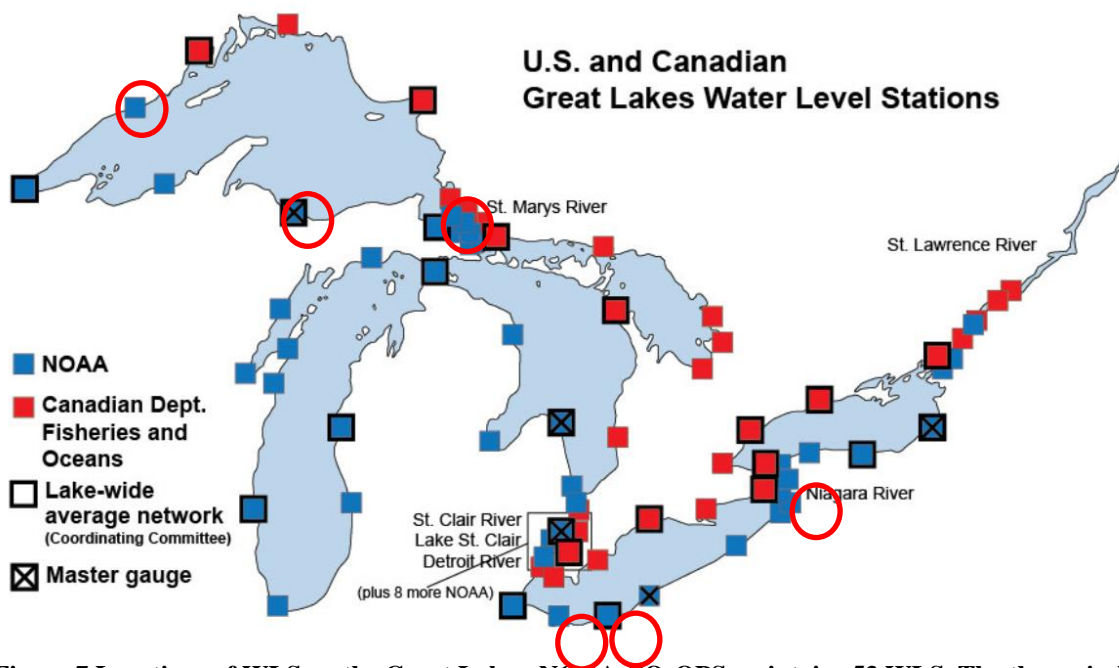 U.S. and Canadian
Great Lakes Water Level Stations
St. Marys River
St. Lawrence River
NOAA
Canadian Dept.
Fisheries and
Oceans
Lake-wide
average network
(Coordinating Committee)
Master gauge
Niagara River
St. Clair River
Lake St. Clair
Detroit River
(plus 8 more NOAA)